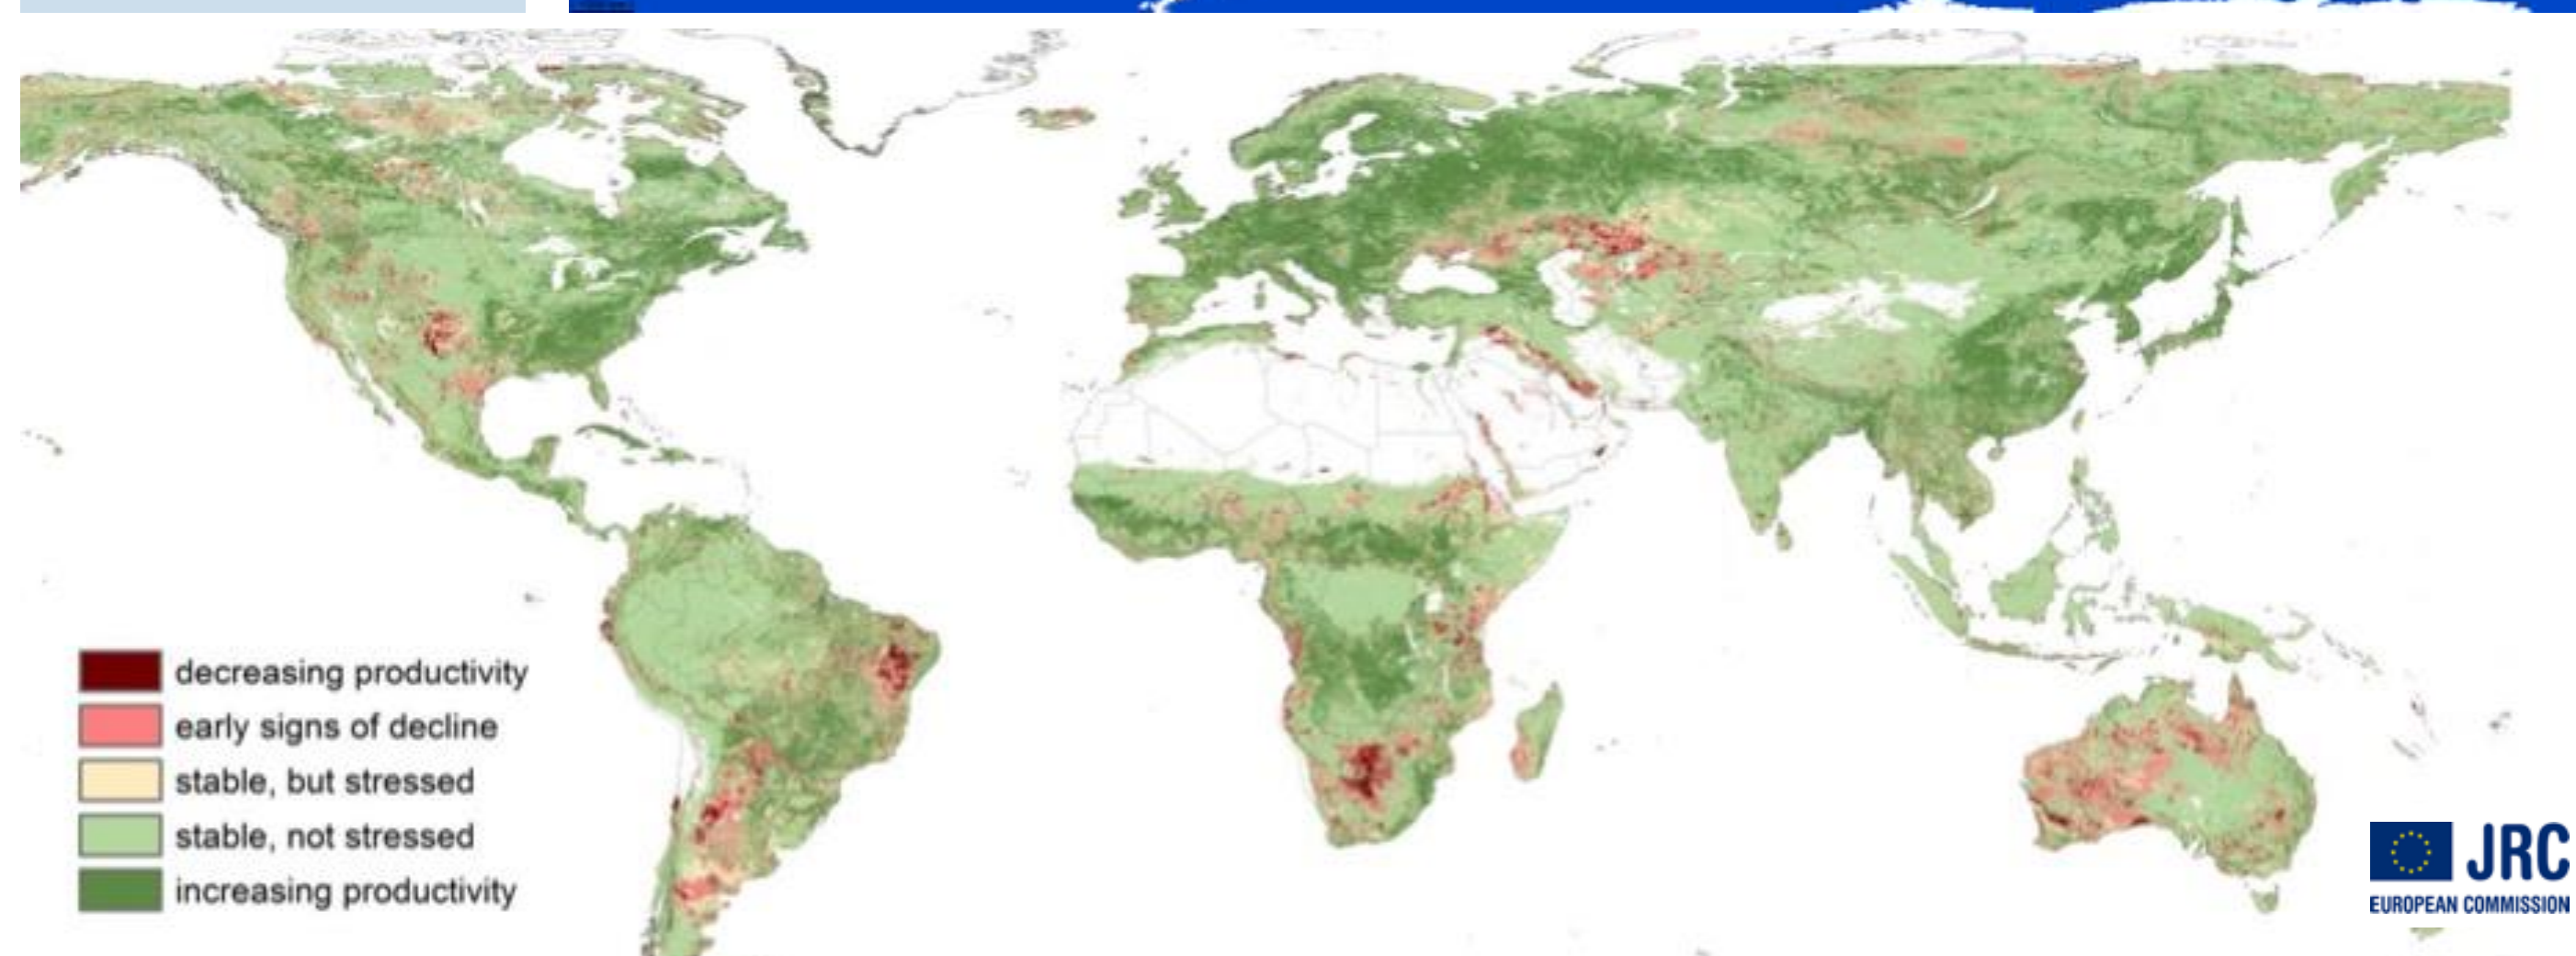 decreasing productivity
early signs of decline
stable, but stressed
stable, not stressed
increasing productivity
JRC
EUROPEAN COMMISSION